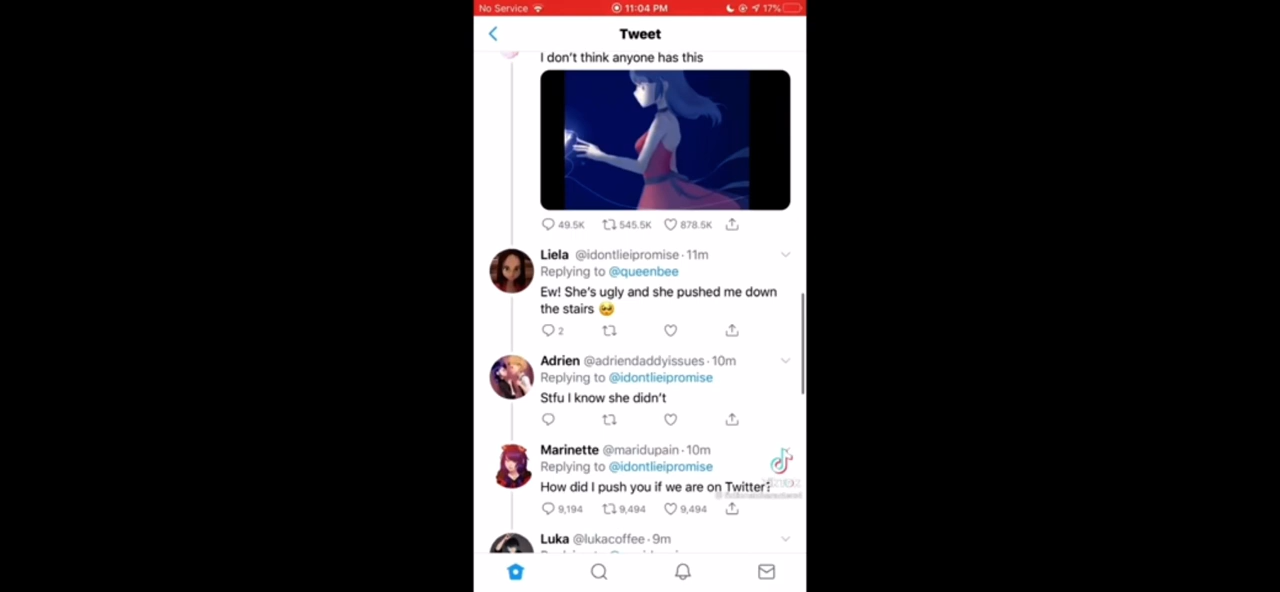 No Service 11:04 PM 17%
Tweet
I don't think anyone has this
49.5K 545.5K 878.5K
Liela @idontlieipromise · 11m
Replying to @queenbee
Ew! She's ugly and she pushed me down
the stairs 🥺
2
Adrien @adriendaddyissues · 10m
Replying to @idontlieipromise
Stfu I know she didn't
Marinette @maridupain · 10m
Replying to @idontlieipromise
How did I push you if we are on Twitter?
9,194 9,494 9,494
Luka @lukacoffee · 9m